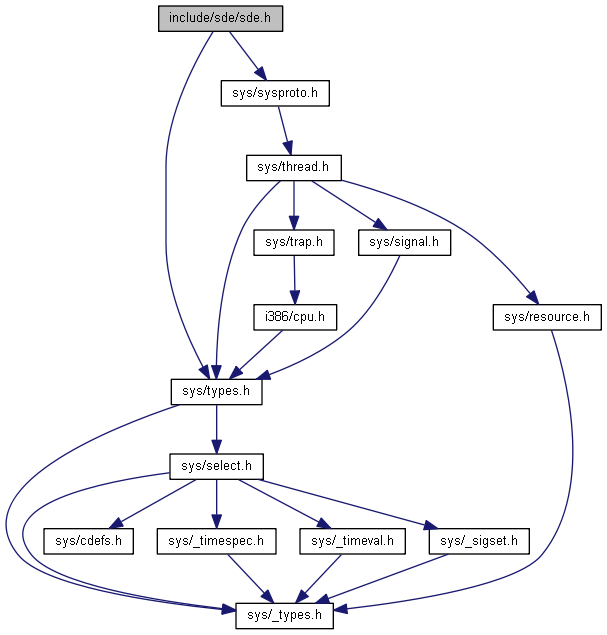 include/sde/sde.h
sys/sysproto.h
sys/thread.h
sys/trap.h
sys/signal.h
i386/cpu.h
sys/resource.h
sys/types.h
sys/select.h
sys/cdefs.h
sys/_timespec.h
sys/_timeval.h
sys/_sigset.h
sys/_types.h